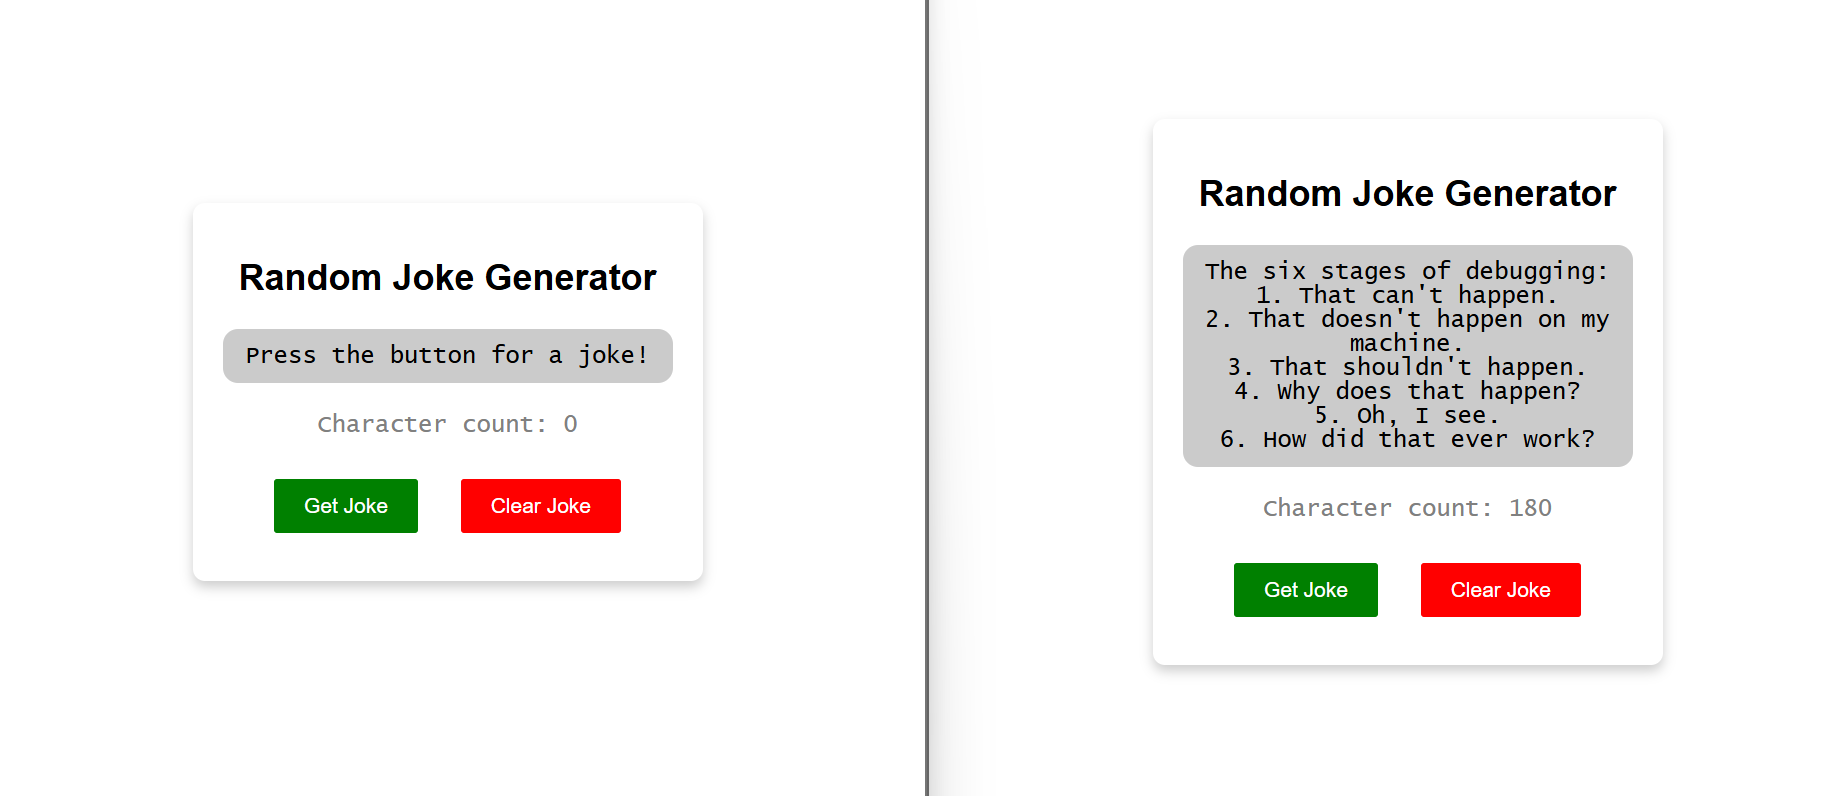 Random Joke Generator
Press the button for a joke!
Character count: 0
Get Joke
Clear Joke
Random Joke Generator
The six stages of debugging:
1. That can't happen.
2. That doesn't happen on my
machine.
3. That shouldn't happen.
4. Why does that happen?
5. Oh, I see.
6. How did that ever work?
Character count: 180
Get Joke
Clear Joke